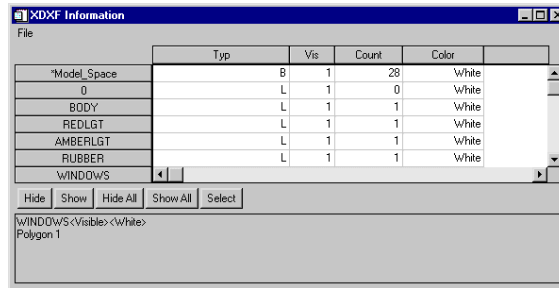 XDXF Information
File
Typ Vis Count Color
*Model_Space B 1 28 White
0 L 1 0 White
BODY L 1 1 White
REDLGT L 1 1 White
AMBERLGT L 1 1 White
RUBBER L 1 1 White
WINDOWS
Hide Show Hide All Show All Select
WINDOWS<Visible><White>
Polygon 1